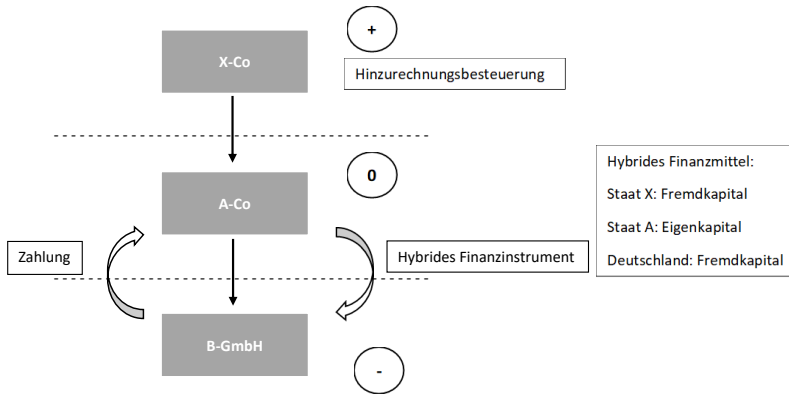 +
X-Co
Hinzurechnungsbesteuerung
0
A-Co
Hybrides Finanzmittel:
Staat X: Fremdkapital
Staat A: Eigenkapital
Deutschland: Fremdkapital
Zahlung
Hybrides Finanzinstrument
B-GmbH
-